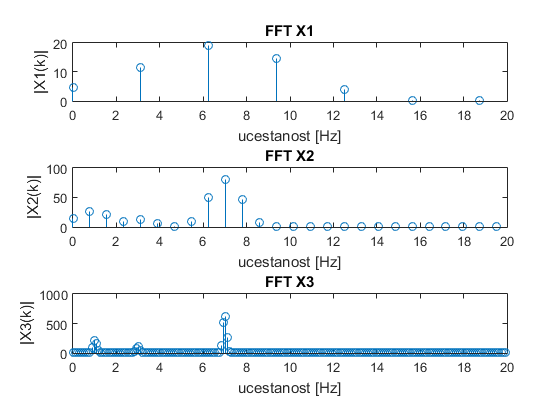 FFT X1
|X1(k)|
20
10
0
0 2 4 6 8 10 12 14 16 18 20
ucestanost [Hz]
FFT X2
|X2(k)|
100
50
0
0 2 4 6 8 10 12 14 16 18 20
ucestanost [Hz]
FFT X3
|X3(k)|
1000
500
0
0 2 4 6 8 10 12 14 16 18 20
ucestanost [Hz]